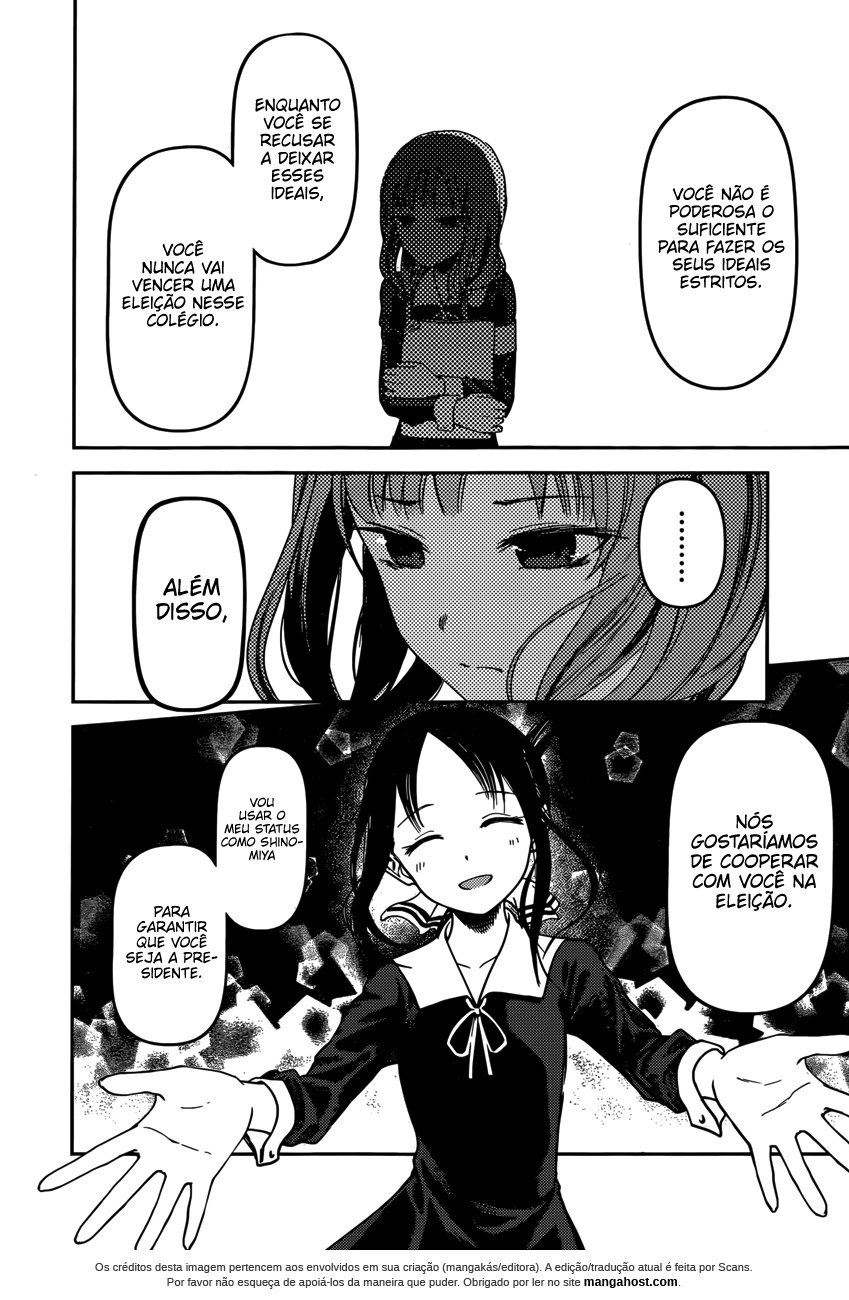 VOCÊ NÃO É
PODEROSA O
SUFICIENTE
PARA FAZER OS
SEUS IDEAIS
ESTRITOS.
ENQUANTO
VOCÊ SE
RECUSAR
A DEIXAR
ESSES
IDEAIS,
VOCÊ
NUNCA VAI
VENCER UMA
ELEIÇÃO NESSE
COLÉGIO.
.........
ALÉM
DISSO,
NÓS
GOSTARÍAMOS
DE COOPERAR
COM VOCÊ NA
ELEIÇÃO.
VOU
USAR O
MEU STATUS
COMO SHINO-
MIYA
PARA
GARANTIR
QUE VOCÊ
SEJA A PRE-
SIDENTE.
Os créditos desta imagem pertencem aos envolvidos em sua criação (mangakás/editora). A edição/tradução atual é feita por Scans.
Por favor não esqueça de apoiá-los da maneira que puder. Obrigado por ler no site mangahost.com.